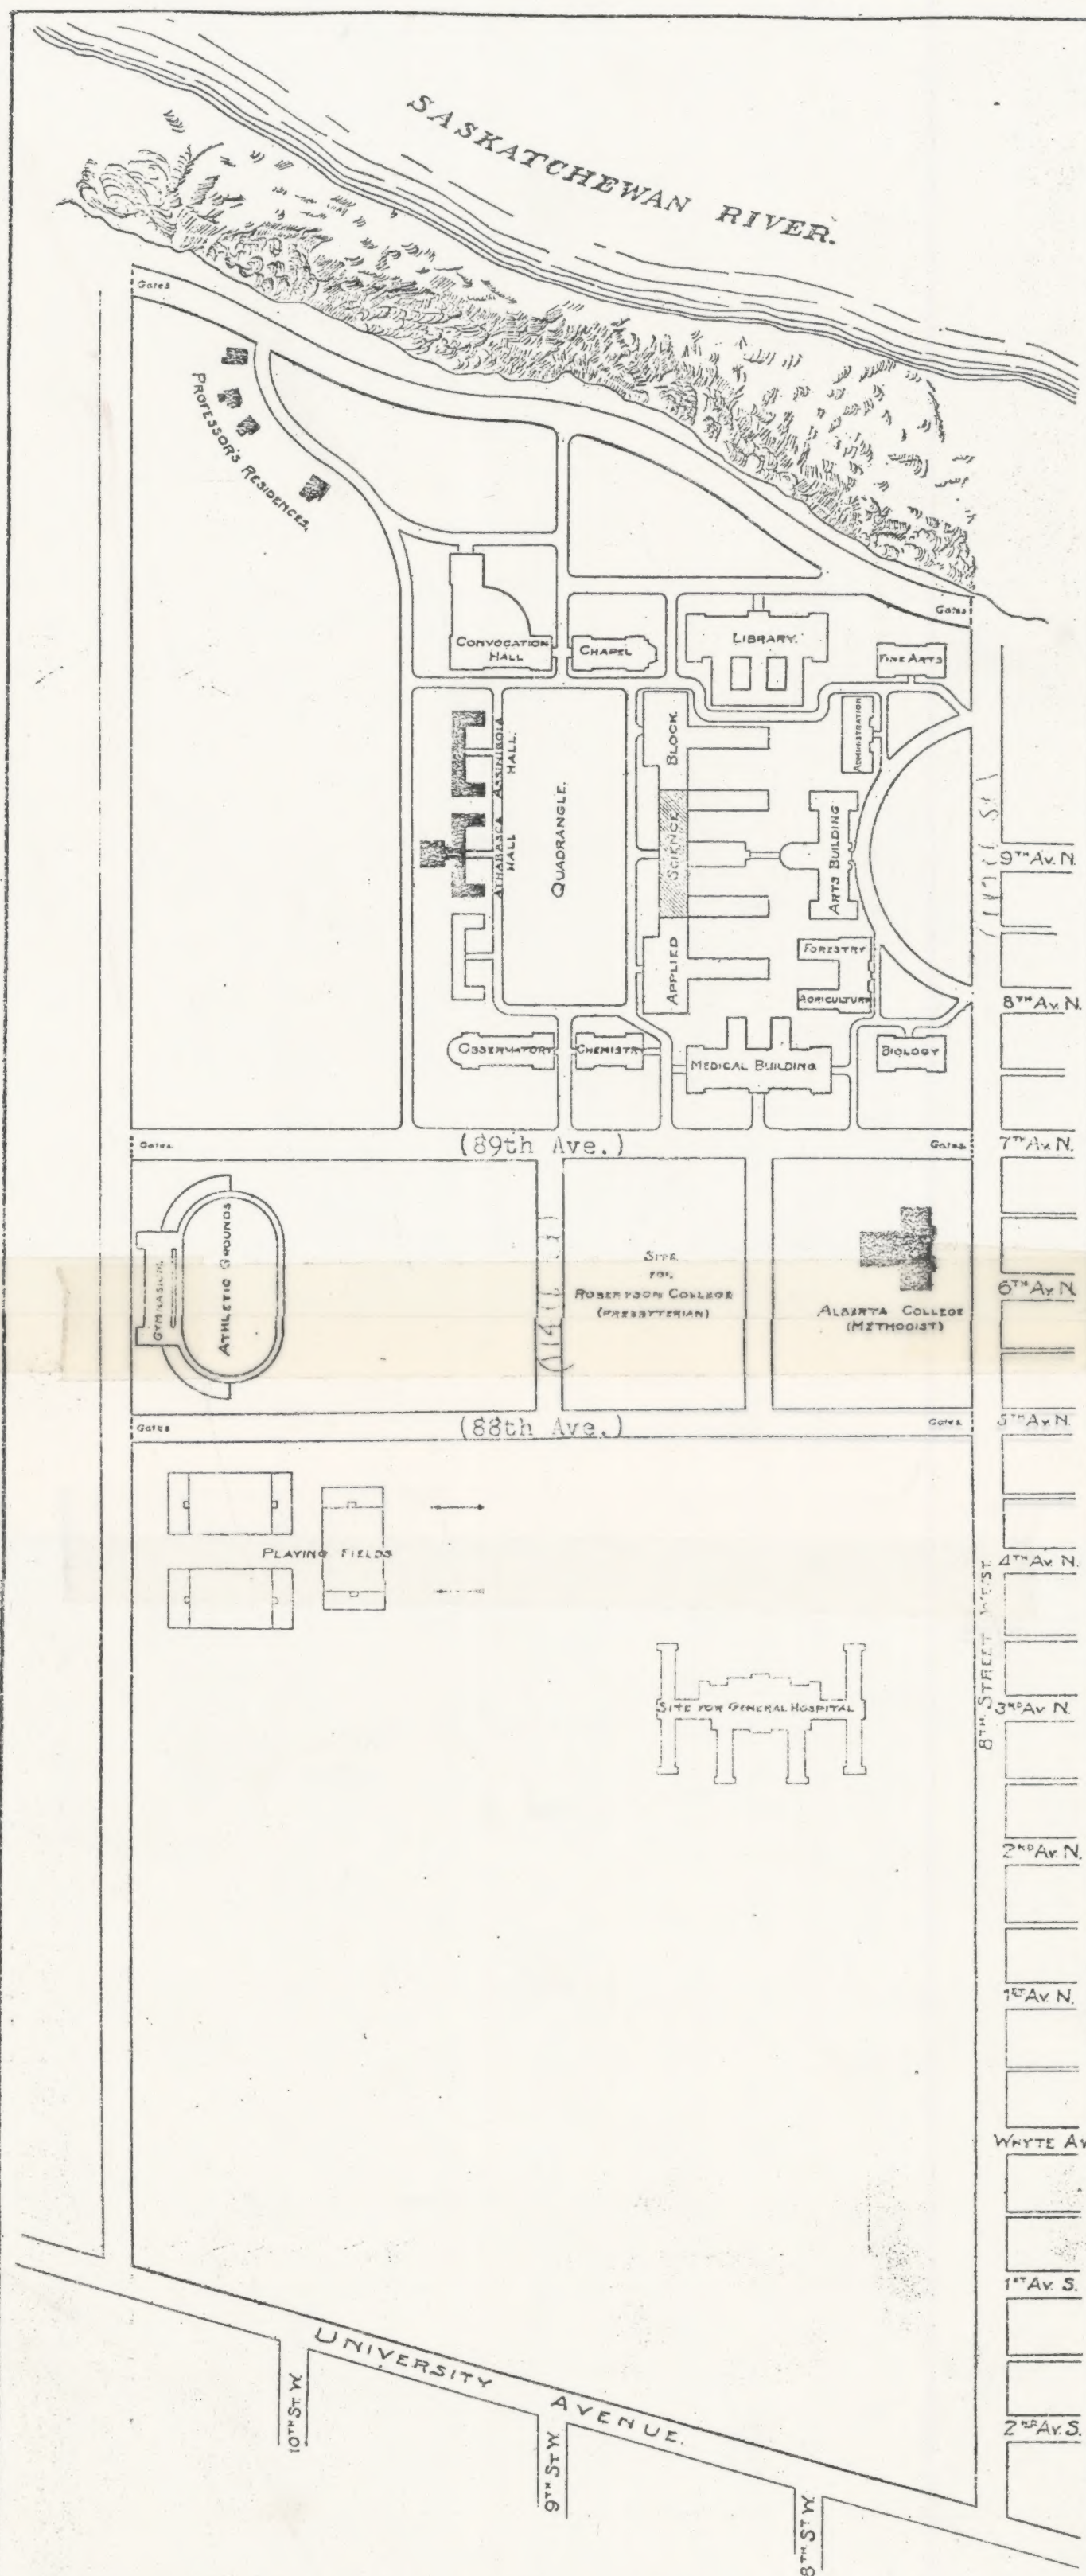 SASKATCHEWAN RIVER.
Gates
PROFESSOR'S RESIDENCES.
Gates
CONVOCATION
HALL
CHAPEL
LIBRARY.
FINE ARTS
ASSINIBOIA
HALL.
ATHABASCA
HALL
QUADRANGLE.
APPLIED SCIENCE BLOCK.
ADMINISTRATION
ARTS BUILDING
FORESTRY
AGRICULTURE
9TH AV. N.
8TH AV. N.
OBSERVATORY
CHEMISTRY
MEDICAL BUILDING
BIOLOGY
Gates.
(89th Ave.)
Gates
7TH AV. N.
GYMNASIUM.
ATHLETIC GROUNDS
SITE
FOR
ROBERTSON COLLEGE
(PRESBYTERIAN)
ALBERTA COLLEGE
(METHODIST)
6TH AV. N.
Gates
(88th Ave.)
Gates
5TH AV. N.
PLAYING FIELDS
4TH AV. N.
8TH STREET WEST.
SITE FOR GENERAL HOSPITAL
3RD AV. N.
2ND AV. N.
1ST AV. N.
WHYTE AV
1ST AV. S.
UNIVERSITY AVENUE.
2ND AV. S.
10TH ST. W.
9TH ST. W.
8TH ST. W.